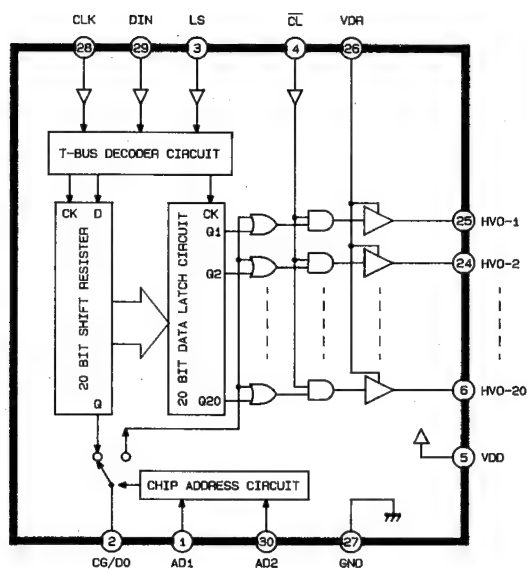 CLK DIN LS C̅L̅ VDR
28 29 3 4 26
T-BUS DECODER CIRCUIT
CK D
20 BIT SHIFT RESISTER
Q
CK
Q1
Q2
20 BIT DATA LATCH CIRCUIT
Q20
25 HVO-1
24 HVO-2
6 HVO-20
5 VDD
CHIP ADDRESS CIRCUIT
2 1 30 27
CG/DO AD1 AD2 GND